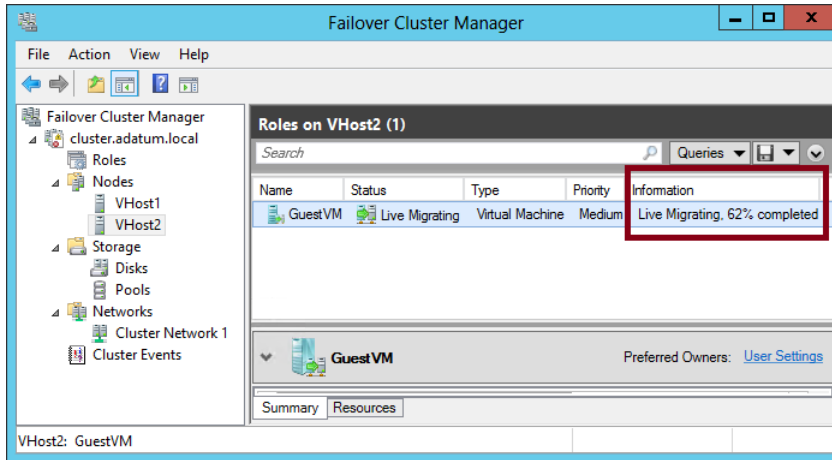 Failover Cluster Manager
File Action View Help
Failover Cluster Manager
cluster.adatum.local
Roles
Nodes
VHost1
VHost2
Storage
Disks
Pools
Networks
Cluster Network 1
Cluster Events
Roles on VHost2 (1)
Search Queries
Name Status Type Priority Information
GuestVM Live Migrating Virtual Machine Medium Live Migrating, 62% completed
GuestVM Preferred Owners: User Settings
Summary Resources
VHost2: GuestVM